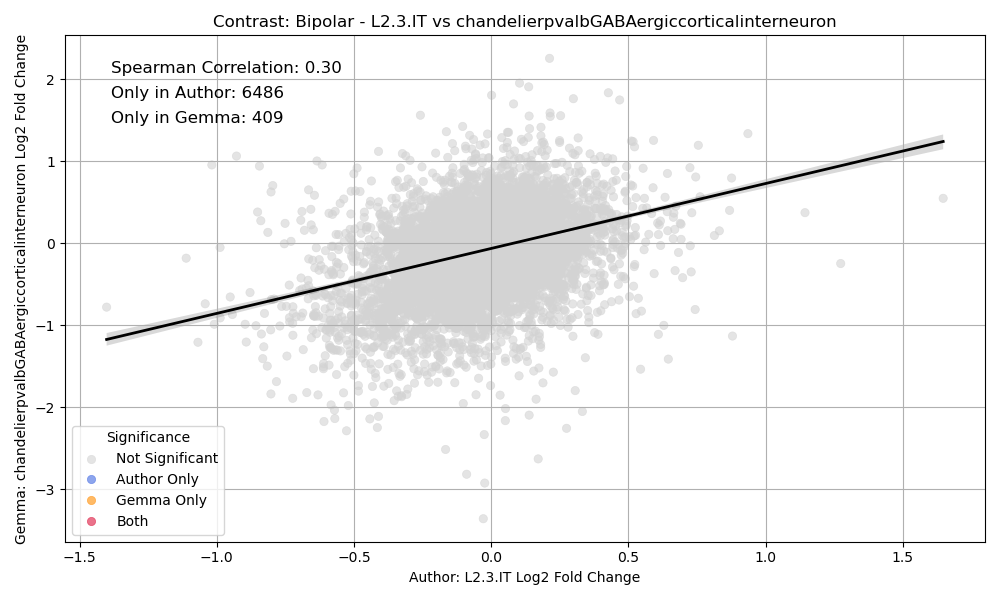 Contrast: Bipolar - L2.3.IT vs chandelierpvalbGABAergiccorticalinterneuron
Spearman Correlation: 0.30
Only in Author: 6486
Only in Gemma: 409
Gemma: chandelierpvalbGABAergiccorticalinterneuron Log2 Fold Change
2
1
0
−1
−2
−3
Significance
Not Significant
Author Only
Gemma Only
Both
−1.5 −1.0 −0.5 0.0 0.5 1.0 1.5
Author: L2.3.IT Log2 Fold Change